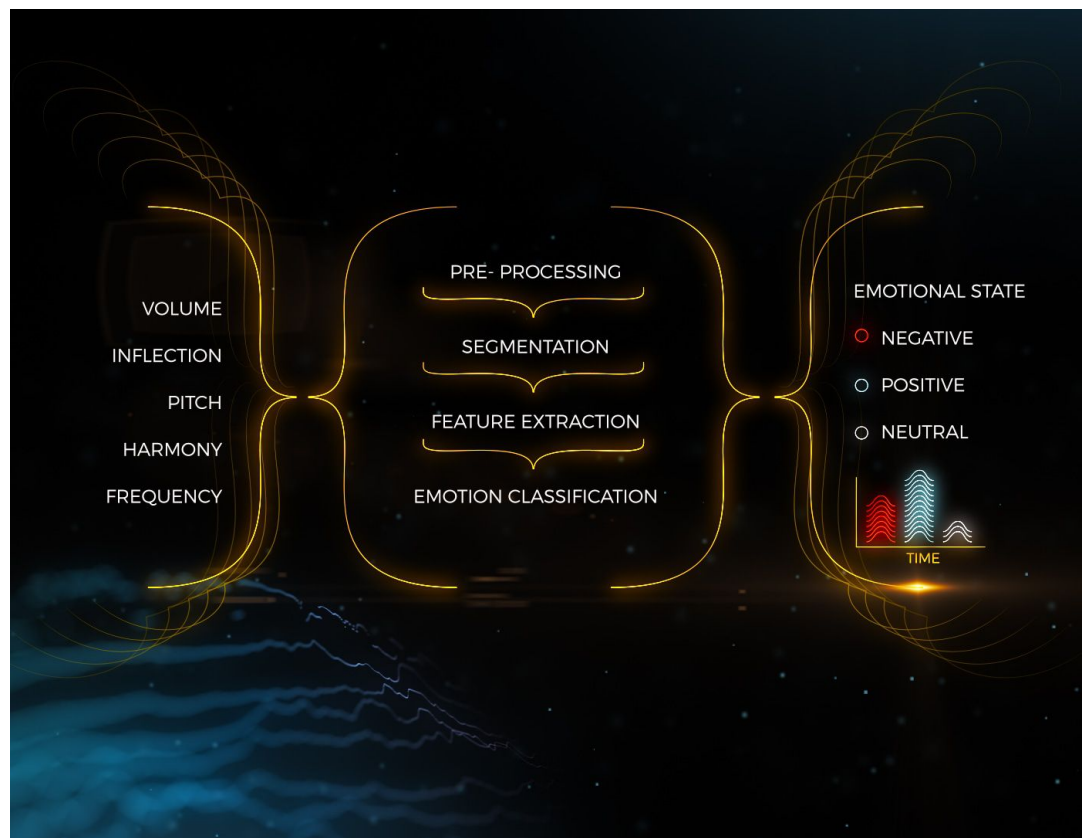 VOLUME
INFLECTION
PITCH
HARMONY
FREQUENCY
PRE- PROCESSING
SEGMENTATION
FEATURE EXTRACTION
EMOTION CLASSIFICATION
EMOTIONAL STATE
NEGATIVE
POSITIVE
NEUTRAL
TIME